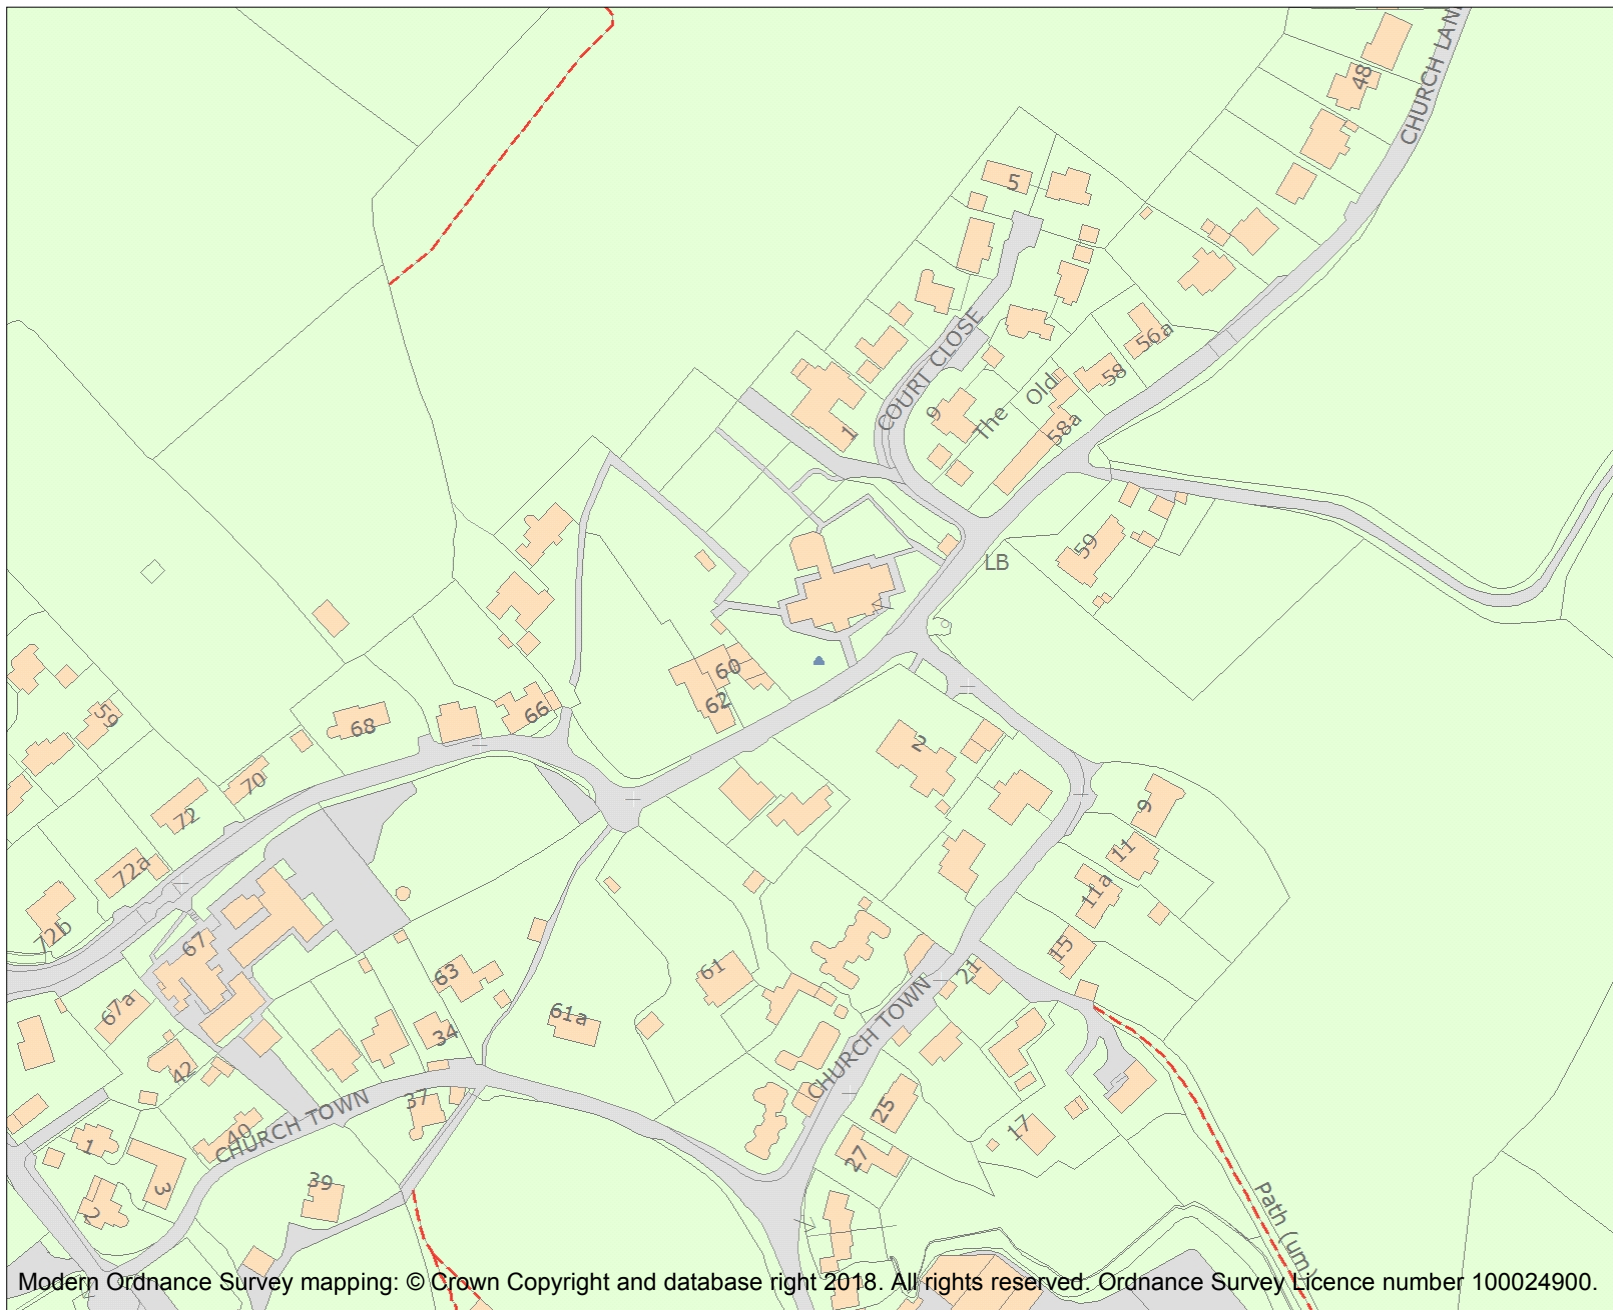 CHURCH LANE
48
5
56a
COURT CLOSE
58
The Old
9
58a
1
59
LB
60
62
66
68
59
2
70
72
9
11
72a
11a
72b
67
15
63
61
21
67a
61a
34
CHURCH TOWN
42
37
25
17
40
CHURCH TOWN
1
27
39
3
2
Path (um)
Modern Ordnance Survey mapping: © Crown Copyright and database right 2018. All rights reserved. Ordnance Survey Licence number 100024900.